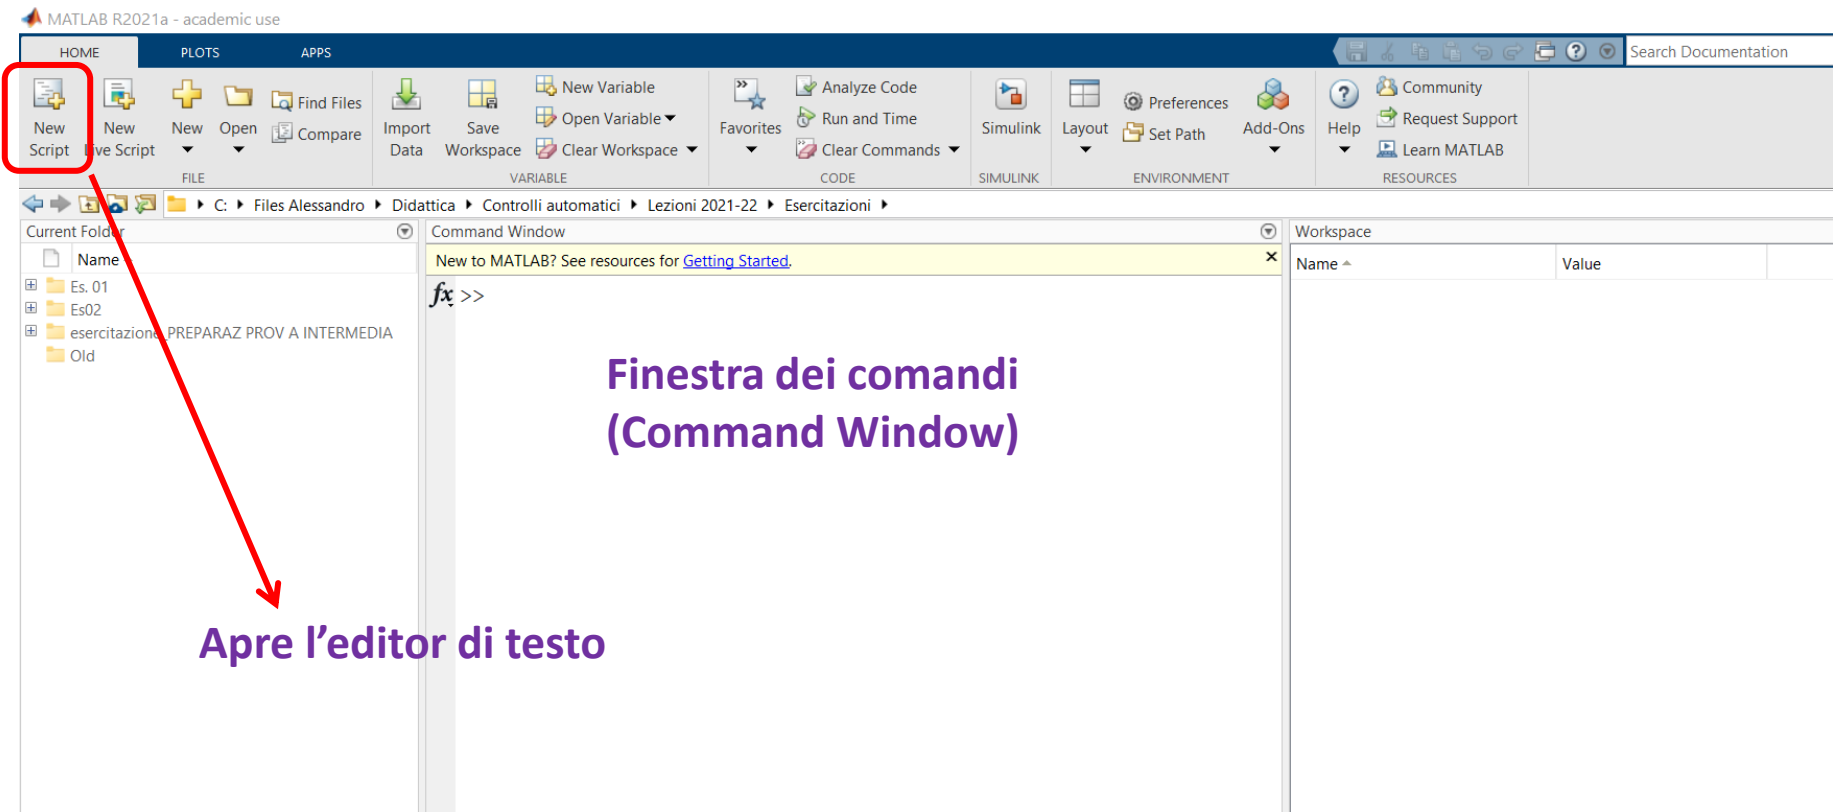 MATLAB R2021a - academic use
HOME PLOTS APPS
Search Documentation
New Script
New Live Script
New
Open
Find Files
Compare
FILE
Import Data
Save Workspace
New Variable
Open Variable
Clear Workspace
VARIABLE
Favorites
Analyze Code
Run and Time
Clear Commands
CODE
Simulink
SIMULINK
Layout
Preferences
Set Path
Add-Ons
ENVIRONMENT
Help
Community
Request Support
Learn MATLAB
RESOURCES
C: Files Alessandro Didattica Controlli automatici Lezioni 2021-22 Esercitazioni
Current Folder
Name
Es. 01
Es02
esercitazione_PREPARAZ PROV A INTERMEDIA
Old
Command Window
New to MATLAB? See resources for Getting Started.
fx >>
Finestra dei comandi
(Command Window)
Apre l’editor di testo
Workspace
Name Value